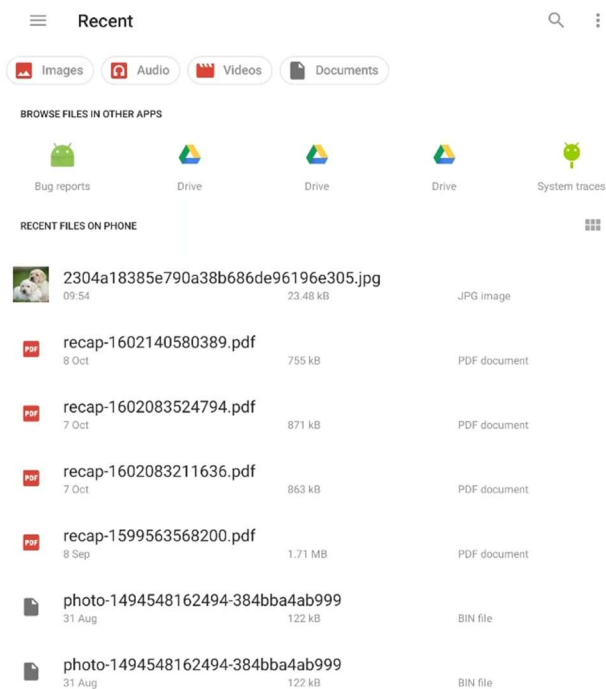 Recent
Images Audio Videos Documents
BROWSE FILES IN OTHER APPS
Bug reports Drive Drive Drive System traces
RECENT FILES ON PHONE
2304a18385e790a38b686de96196e305.jpg
09:54 23.48 kB JPG image
PDF recap-1602140580389.pdf
8 Oct 755 kB PDF document
PDF recap-1602083524794.pdf
7 Oct 871 kB PDF document
PDF recap-1602083211636.pdf
7 Oct 863 kB PDF document
PDF recap-1599563568200.pdf
8 Sep 1.71 MB PDF document
photo-1494548162494-384bba4ab999
31 Aug 122 kB BIN file
photo-1494548162494-384bba4ab999
31 Aug 122 kB BIN file